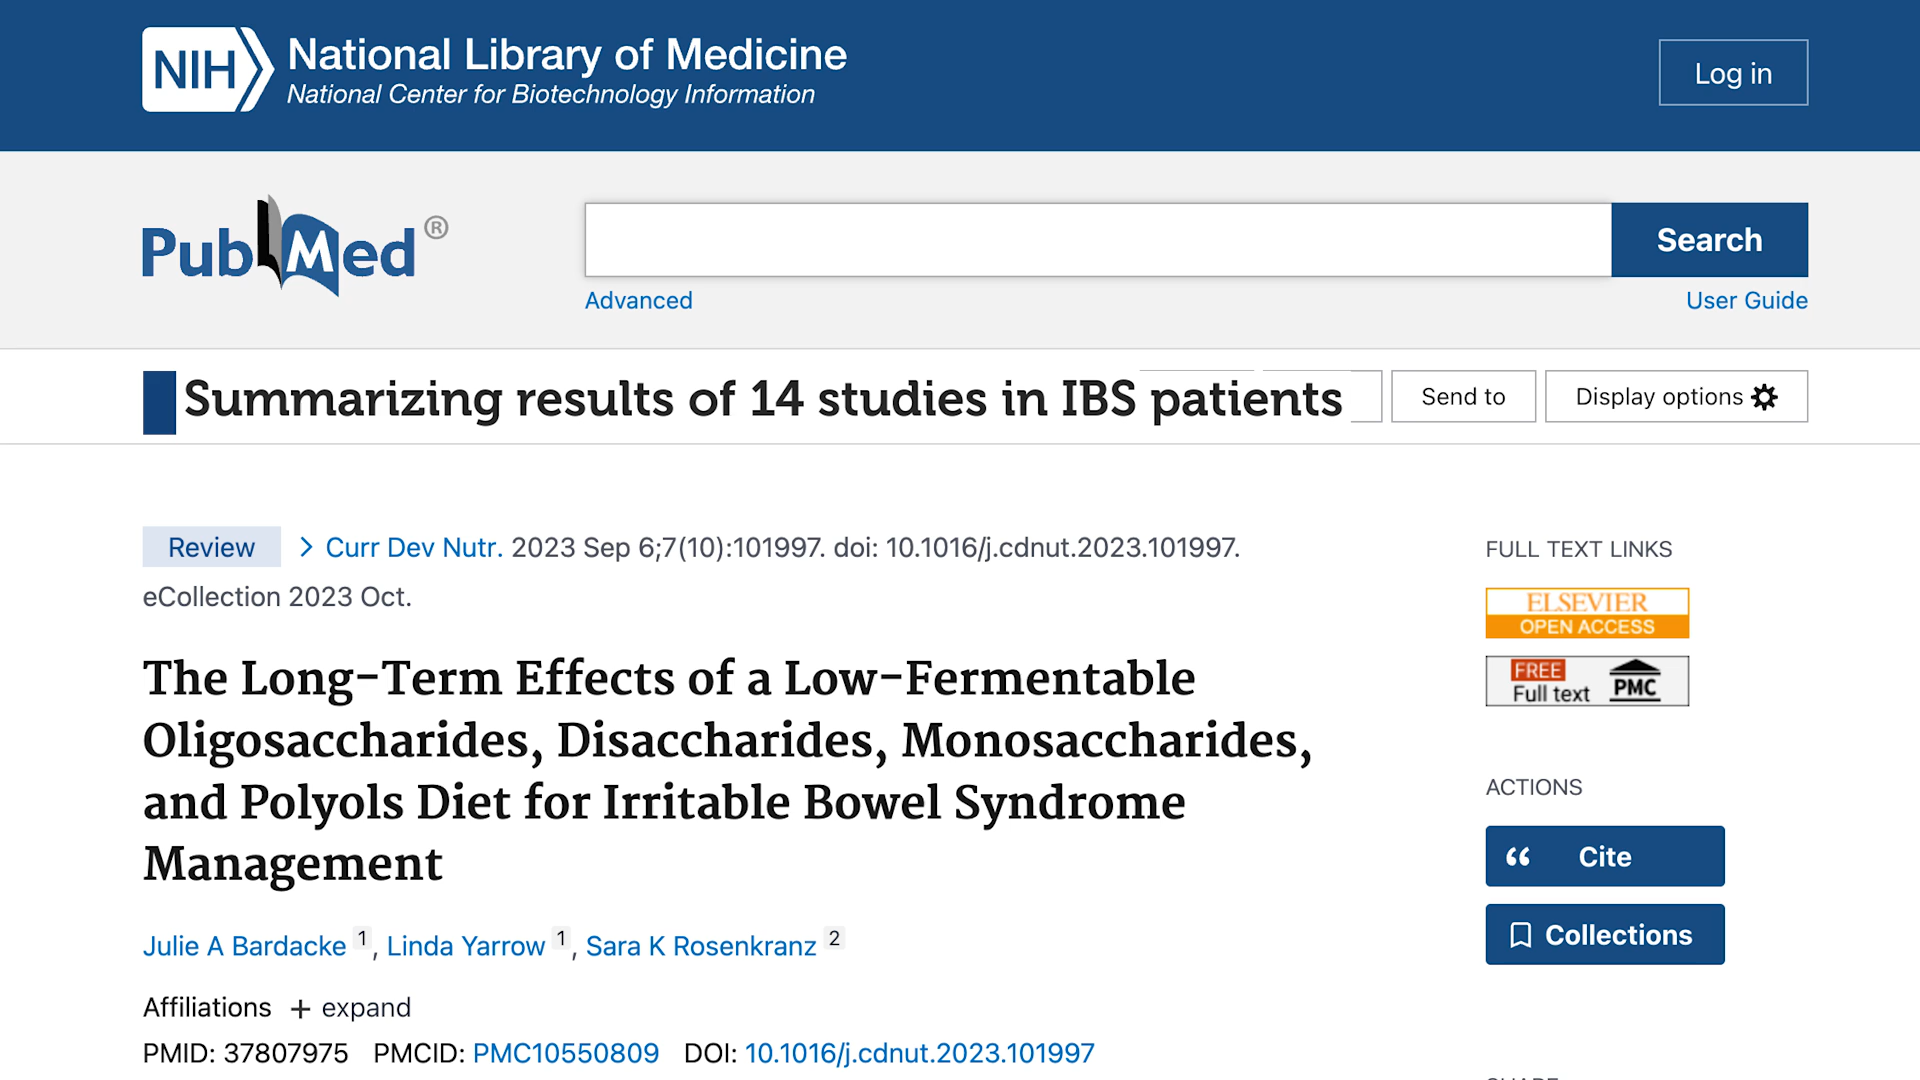 NIH National Library of Medicine
National Center for Biotechnology Information
Log in
PubMed®
Search
Advanced
User Guide
Summarizing results of 14 studies in IBS patients
Send to
Display options
Review > Curr Dev Nutr. 2023 Sep 6;7(10):101997. doi: 10.1016/j.cdnut.2023.101997.
eCollection 2023 Oct.
The Long-Term Effects of a Low-Fermentable
Oligosaccharides, Disaccharides, Monosaccharides,
and Polyols Diet for Irritable Bowel Syndrome
Management
Julie A Bardacke 1, Linda Yarrow 1, Sara K Rosenkranz 2
Affiliations + expand
PMID: 37807975 PMCID: PMC10550809 DOI: 10.1016/j.cdnut.2023.101997
FULL TEXT LINKS
ELSEVIER
OPEN ACCESS
FREE
Full text PMC
ACTIONS
Cite
Collections